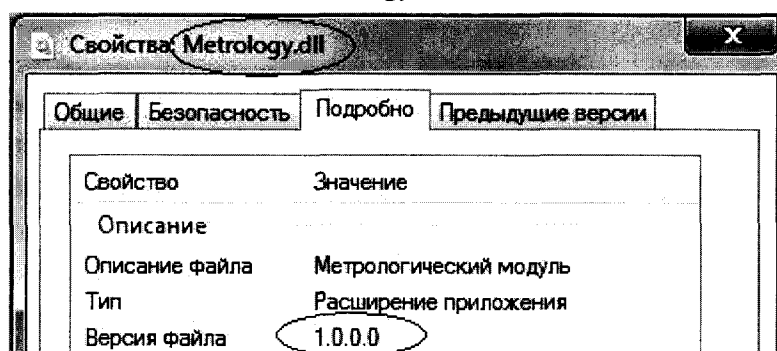 Свойства: Metrology.dll
Общие Безопасность Подробно Предыдущие версии
Свойство Значение
Описание
Описание файла Метрологический модуль
Тип Расширение приложения
Версия файла 1.0.0.0